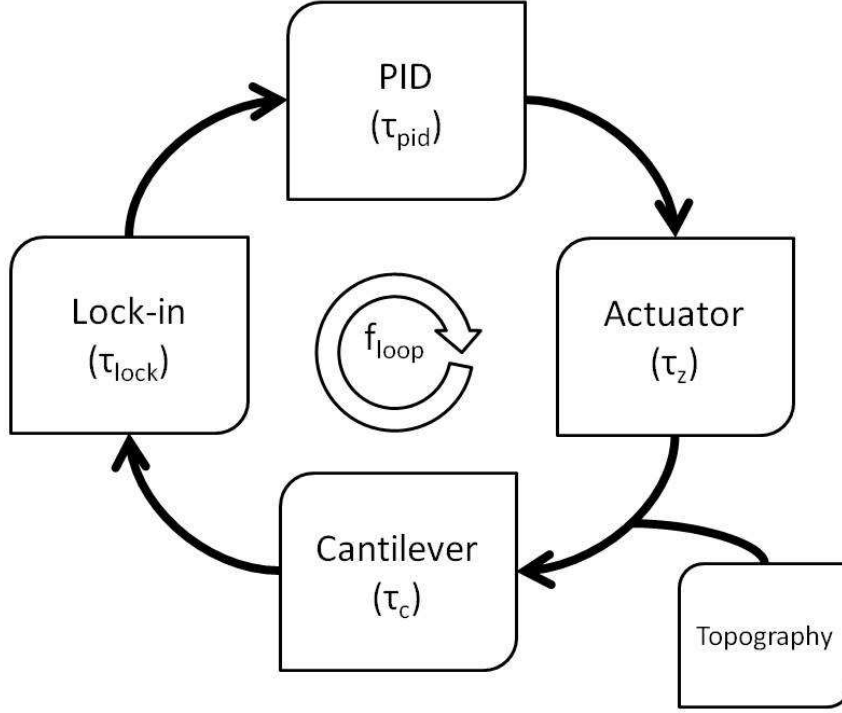 PID
(τpid)
Lock-in
(τlock)
floop
Actuator
(τz)
Cantilever
(τc)
Topography